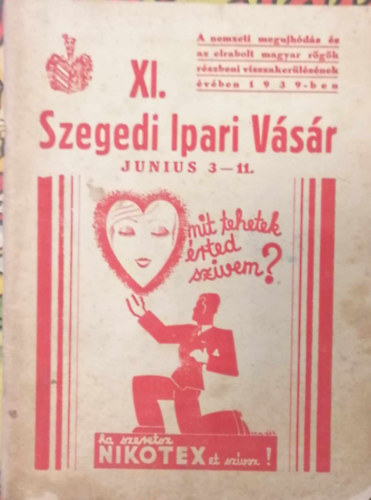 A nemzeti megujhodás és
az elrabolt magyar rögök
részbeni visszakerülésének
évében 1939-ben
XI.
Szegedi Ipari Vásár
JUNIUS 3–11.
mit tehetek
érted
szivem?
ha szeretsz
NIKOTEX et szivsz!